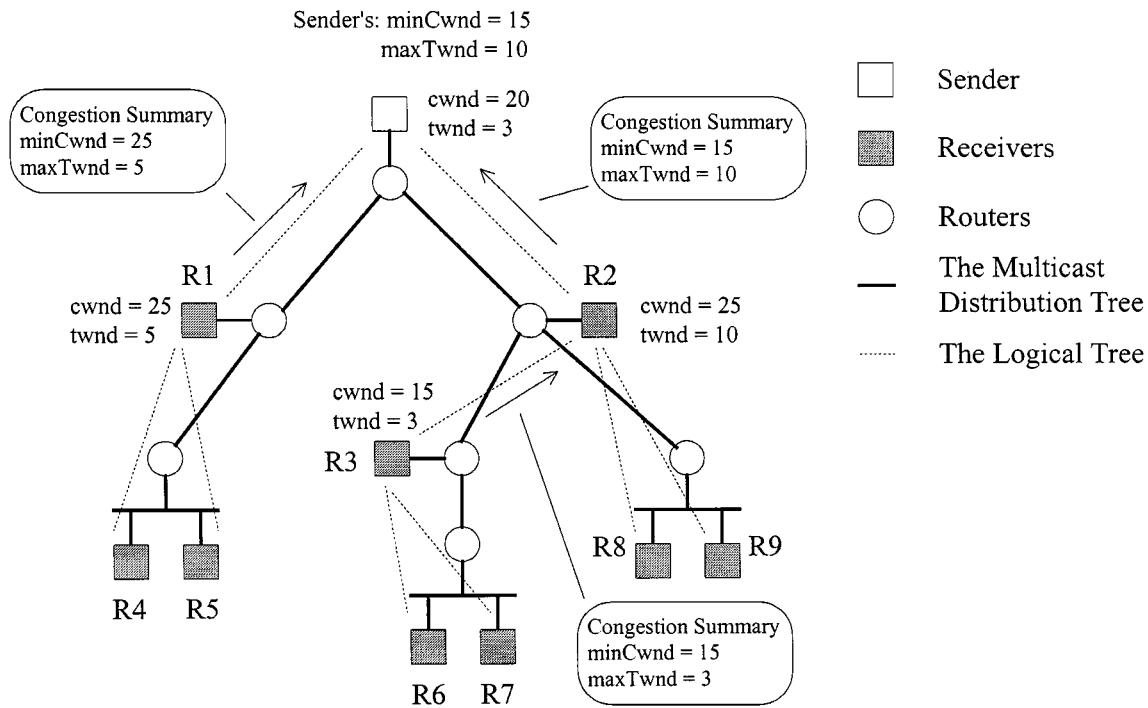 Sender's: minCwnd = 15
maxTwnd = 10
cwnd = 20
twnd = 3
Congestion Summary
minCwnd = 25
maxTwnd = 5
Congestion Summary
minCwnd = 15
maxTwnd = 10
Sender
Receivers
Routers
The Multicast
Distribution Tree
The Logical Tree
R1
cwnd = 25
twnd = 5
R2
cwnd = 25
twnd = 10
cwnd = 15
twnd = 3
R3
R4
R5
R6
R7
R8
R9
Congestion Summary
minCwnd = 15
maxTwnd = 3